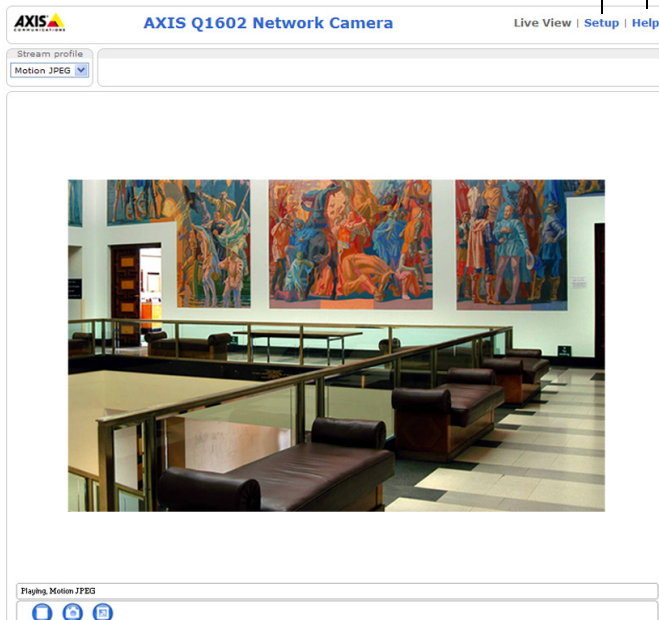 AXIS
COMMUNICATIONS
AXIS Q1602 Network Camera
Live View | Setup | Help
Stream profile
Motion JPEG
Playing, Motion JPEG